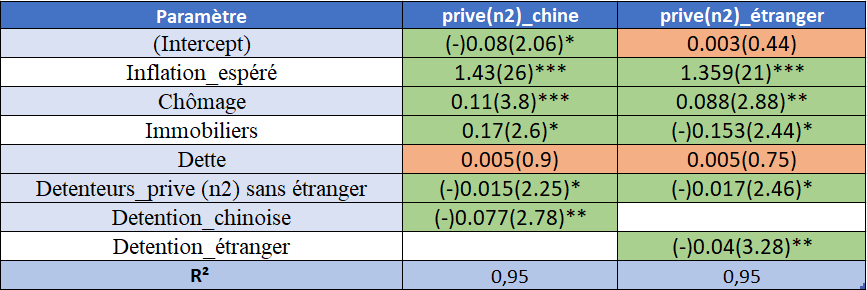 Paramètre prive(n2)_chine prive(n2)_étranger
(Intercept) (-)0.08(2.06)* 0.003(0.44)
Inflation_espéré 1.43(26)*** 1.359(21)***
Chômage 0.11(3.8)*** 0.088(2.88)**
Immobiliers 0.17(2.6)* (-)0.153(2.44)*
Dette 0.005(0.9) 0.005(0.75)
Detenteurs_prive (n2) sans étranger (-)0.015(2.25)* (-)0.017(2.46)*
Detention_chinoise (-)0.077(2.78)**
Detention_étranger (-)0.04(3.28)**
R² 0,95 0,95